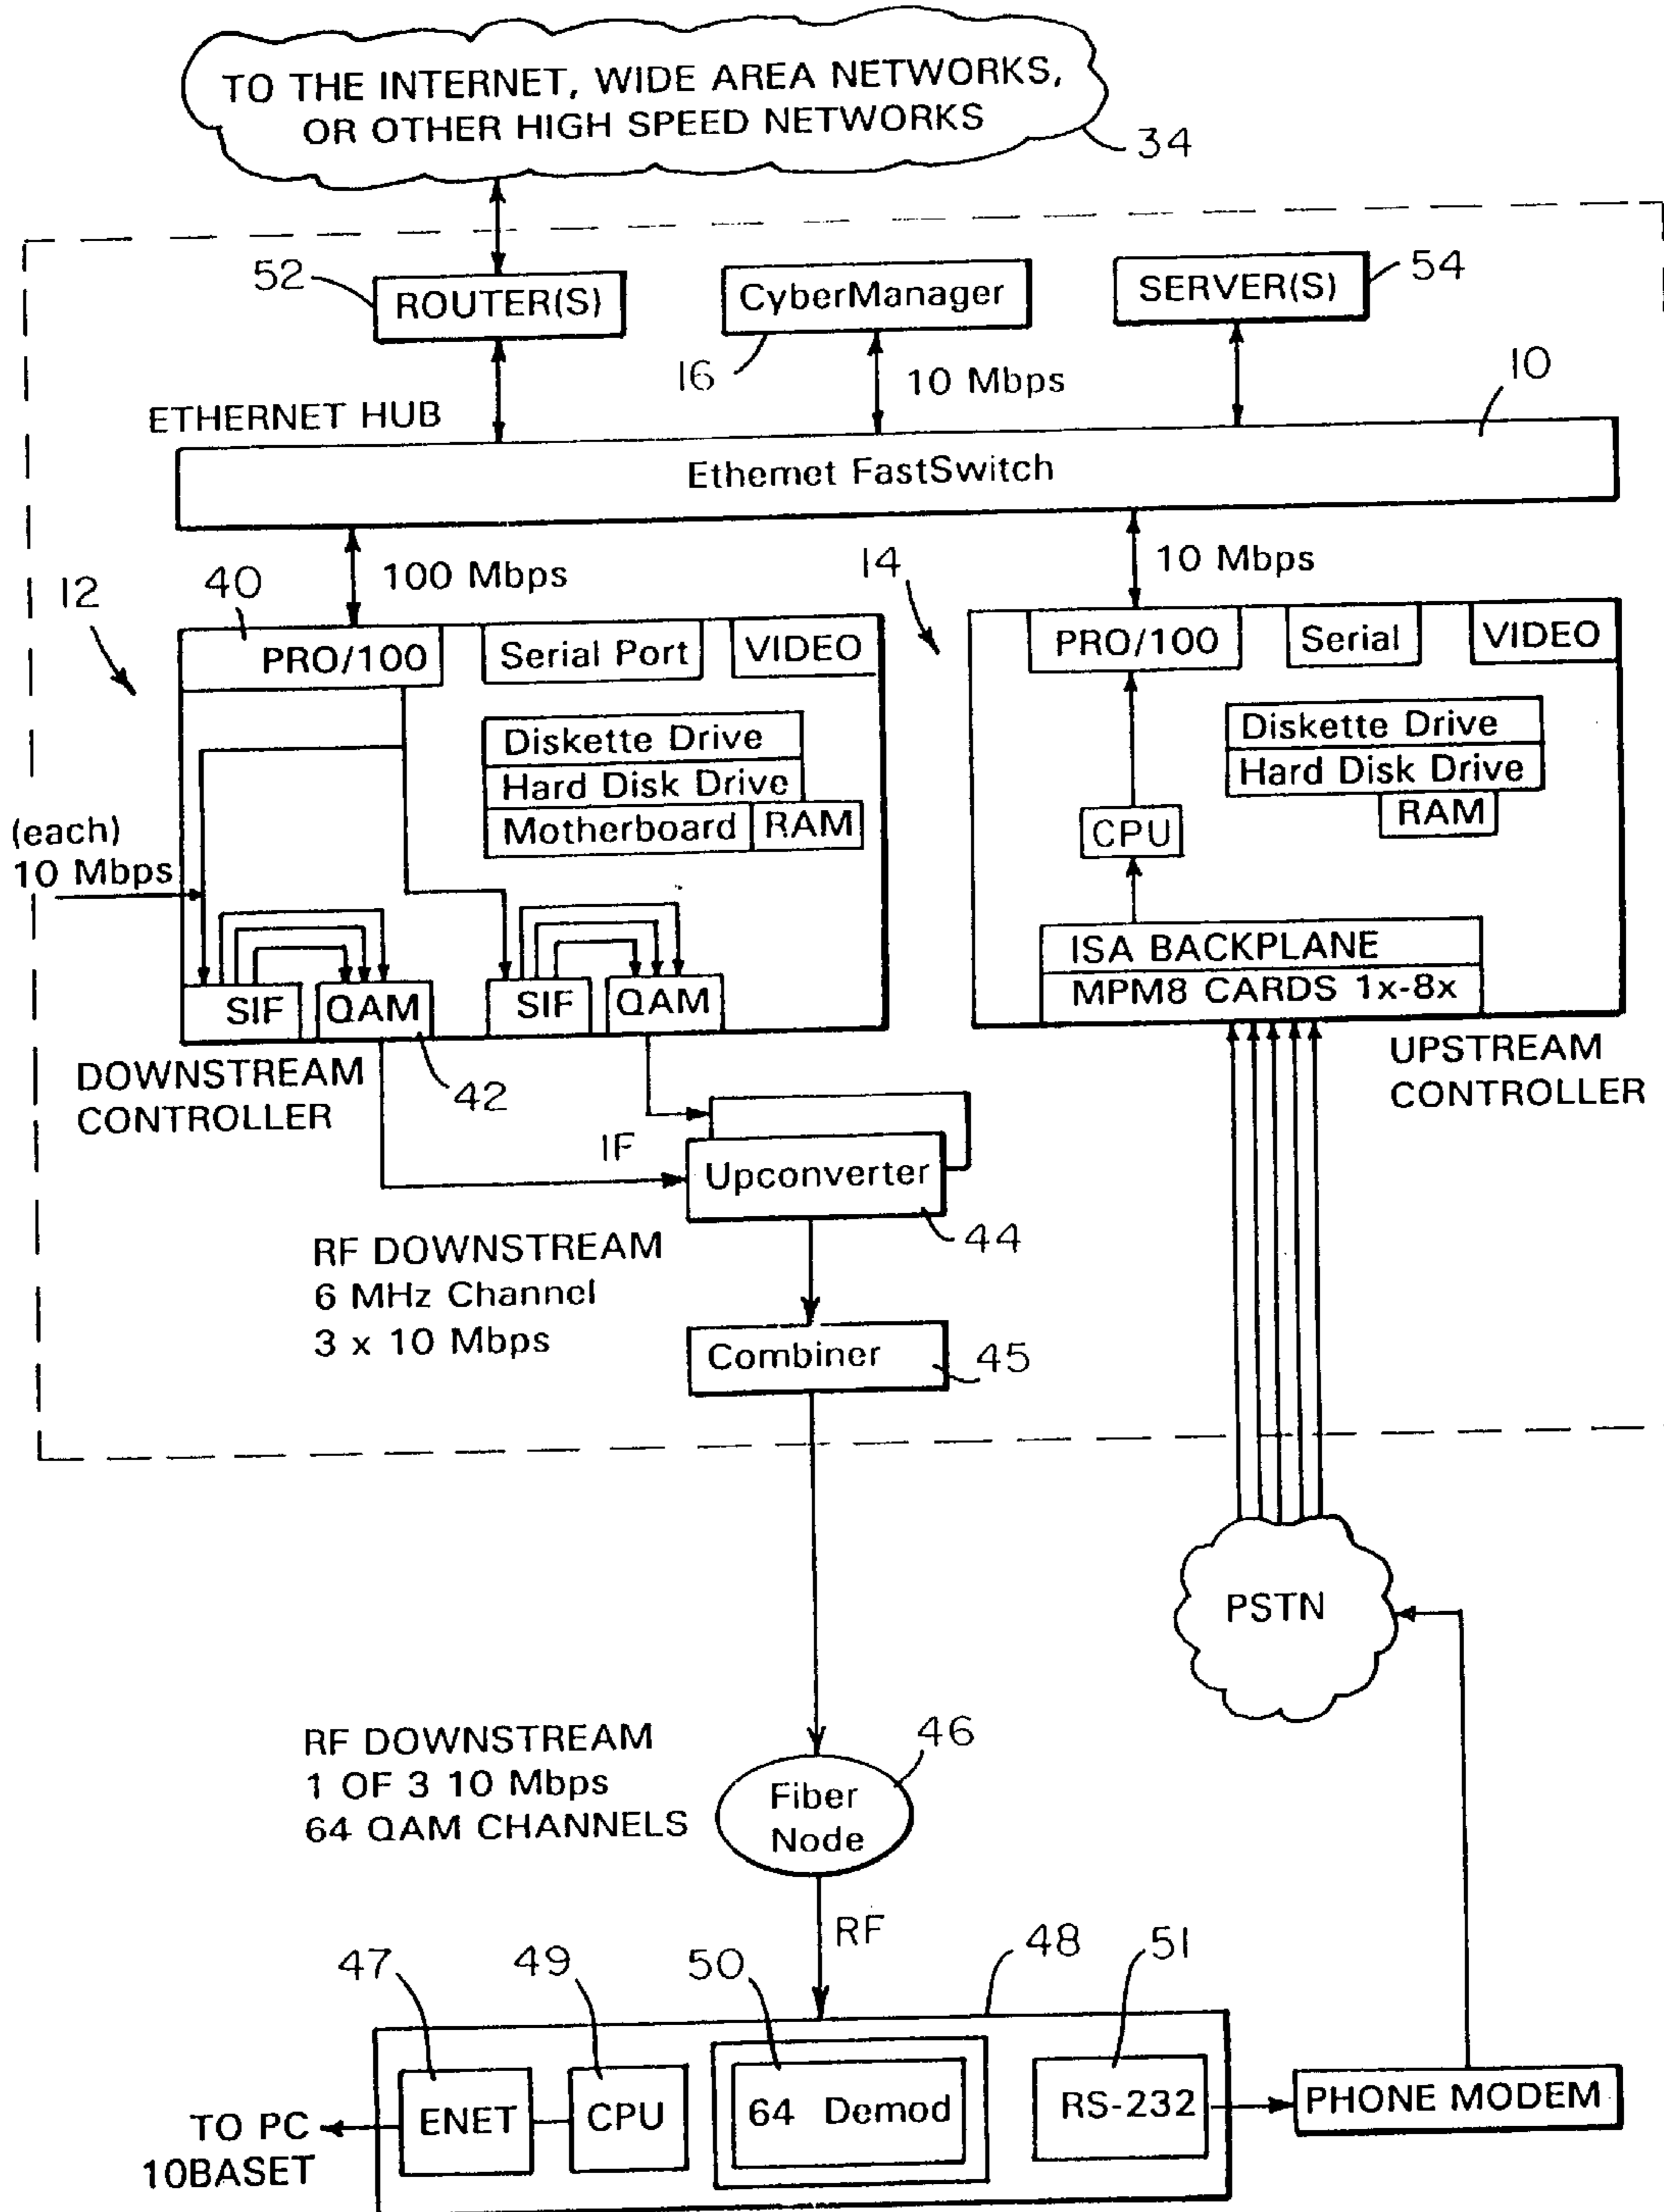 TO THE INTERNET, WIDE AREA NETWORKS,
OR OTHER HIGH SPEED NETWORKS
34
52
ROUTER(S)
CyberManager
16
10 Mbps
SERVER(S)
54
10
ETHERNET HUB
Ethernet FastSwitch
100 Mbps
10 Mbps
12
40
PRO/100
Serial Port
VIDEO
Diskette Drive
Hard Disk Drive
Motherboard
RAM
(each)
10 Mbps
SIF
QAM
SIF
QAM
42
DOWNSTREAM
CONTROLLER
14
PRO/100
Serial
VIDEO
Diskette Drive
Hard Disk Drive
RAM
CPU
ISA BACKPLANE
MPM8 CARDS 1x-8x
UPSTREAM
CONTROLLER
IF
Upconverter
44
RF DOWNSTREAM
6 MHz Channel
3 x 10 Mbps
Combiner
45
PSTN
RF DOWNSTREAM
1 OF 3 10 Mbps
64 QAM CHANNELS
Fiber
Node
46
RF
47
49
50
48
51
ENET
CPU
64 Demod
RS-232
PHONE MODEM
TO PC
10BASET